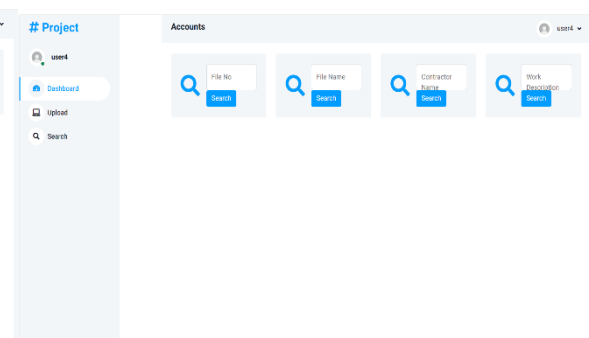 # Project
Accounts
user4
user4
Dashboard
Upload
Search
File No
Search
File Name
Search
Contractor
Name
Search
Work
Description
Search